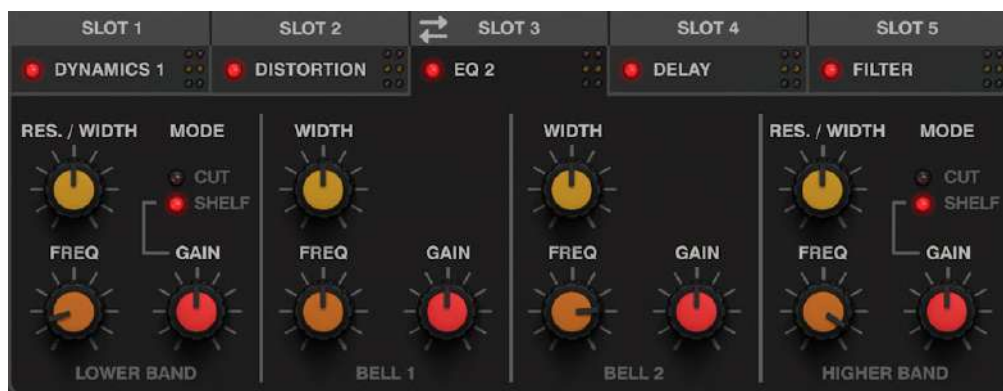 SLOT 1 SLOT 2 SLOT 3 SLOT 4 SLOT 5
DYNAMICS 1 DISTORTION EQ 2 DELAY FILTER
RES. / WIDTH MODE WIDTH WIDTH RES. / WIDTH MODE
CUT CUT
SHELF SHELF
FREQ GAIN FREQ GAIN FREQ GAIN FREQ GAIN
LOWER BAND BELL 1 BELL 2 HIGHER BAND